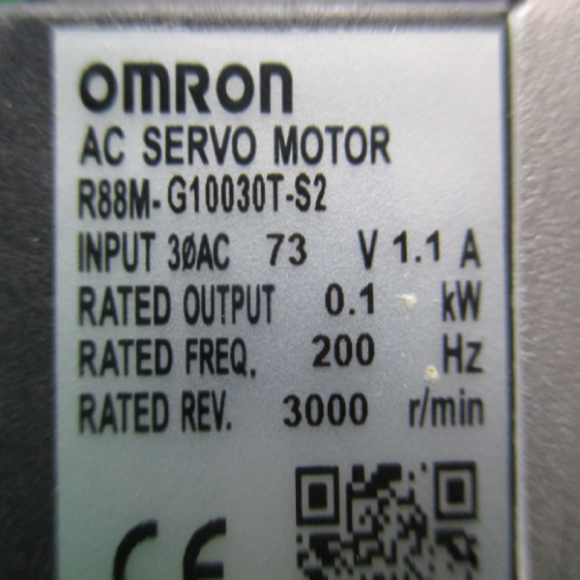 OMRON
AC SERVO MOTOR
R88M-G10030T-S2
INPUT 3ØAC 73 V 1.1 A
RATED OUTPUT 0.1 kW
RATED FREQ. 200 Hz
RATED REV. 3000 r/min
CE